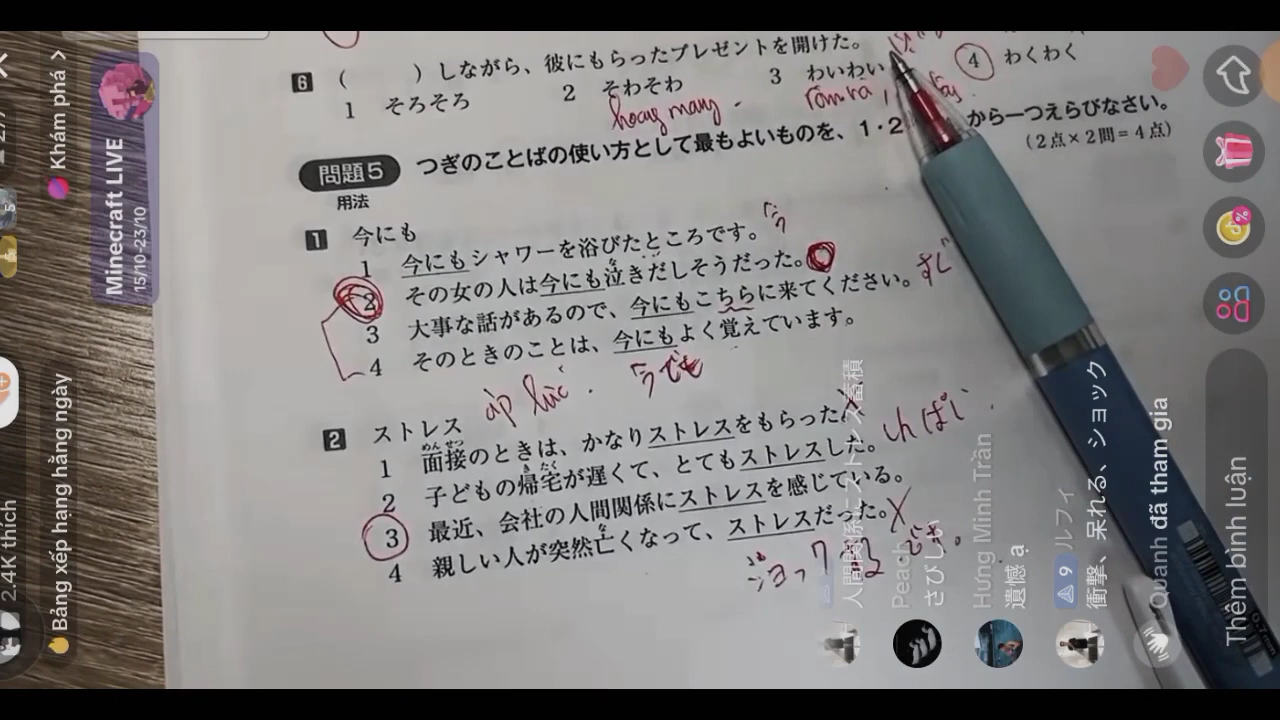 6 ( )しながら、彼にもらったプレゼントを開けた。
1 そろそろ 2 そわそわ 3 わいわい 4 わくわく
hoang mang.
rôm rả,
問題5 つぎのことばの使い方として最もよいものを、1・2 から一つえらびなさい。
用法
(2点×2問=4点)
1 今にも
1 今にもシャワーを浴びたところです。
2 その女の人は今にも泣きだしそうだった。
な
3 大事な話があるので、今にもこちらに来てください。
すぐ
4 そのときのことは、今にもよく覚えています。
áp lực. 今でも
2 ストレス
めん せつ
1 面接のときは、かなりストレスをもらった。
2 子どもの帰宅が遅くて、とてもストレスした。
き たく
しんぱい
3 最近、会社の人間関係にストレスを感じている。
4 親しい人が突然亡くなって、ストレスだった。
な
Khám phá >
Minecraft LIVE
15/10-23/10
2.4K thích
Bảng xếp hạng hằng ngày
Peach
さびしい
Hưng Minh Trần
遺憾 ạ
9 ルフィ
衝撃、呆れる、ショック
Quanh đã tham gia
Thêm bình luận